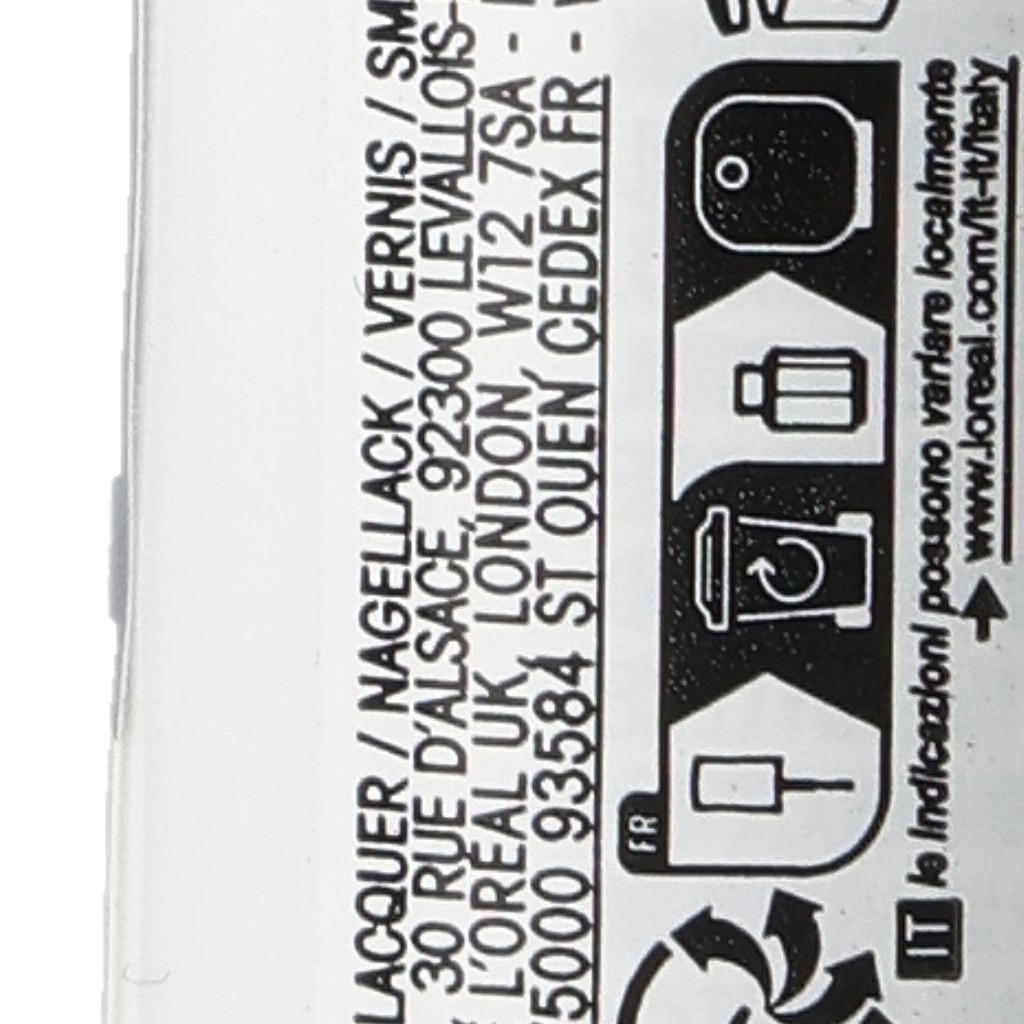 LACQUER / NAGELLACK / VERNIS / SM
30 RUE D'ALSACE, 92300 LEVALLOIS-
L'ORÉAL UK, LONDON W12 7SA -
5000 93584 ST OUEN CEDEX FR -
FR
IT le indicazioni possono variare localmente
www.loreal.com/it-it/italy